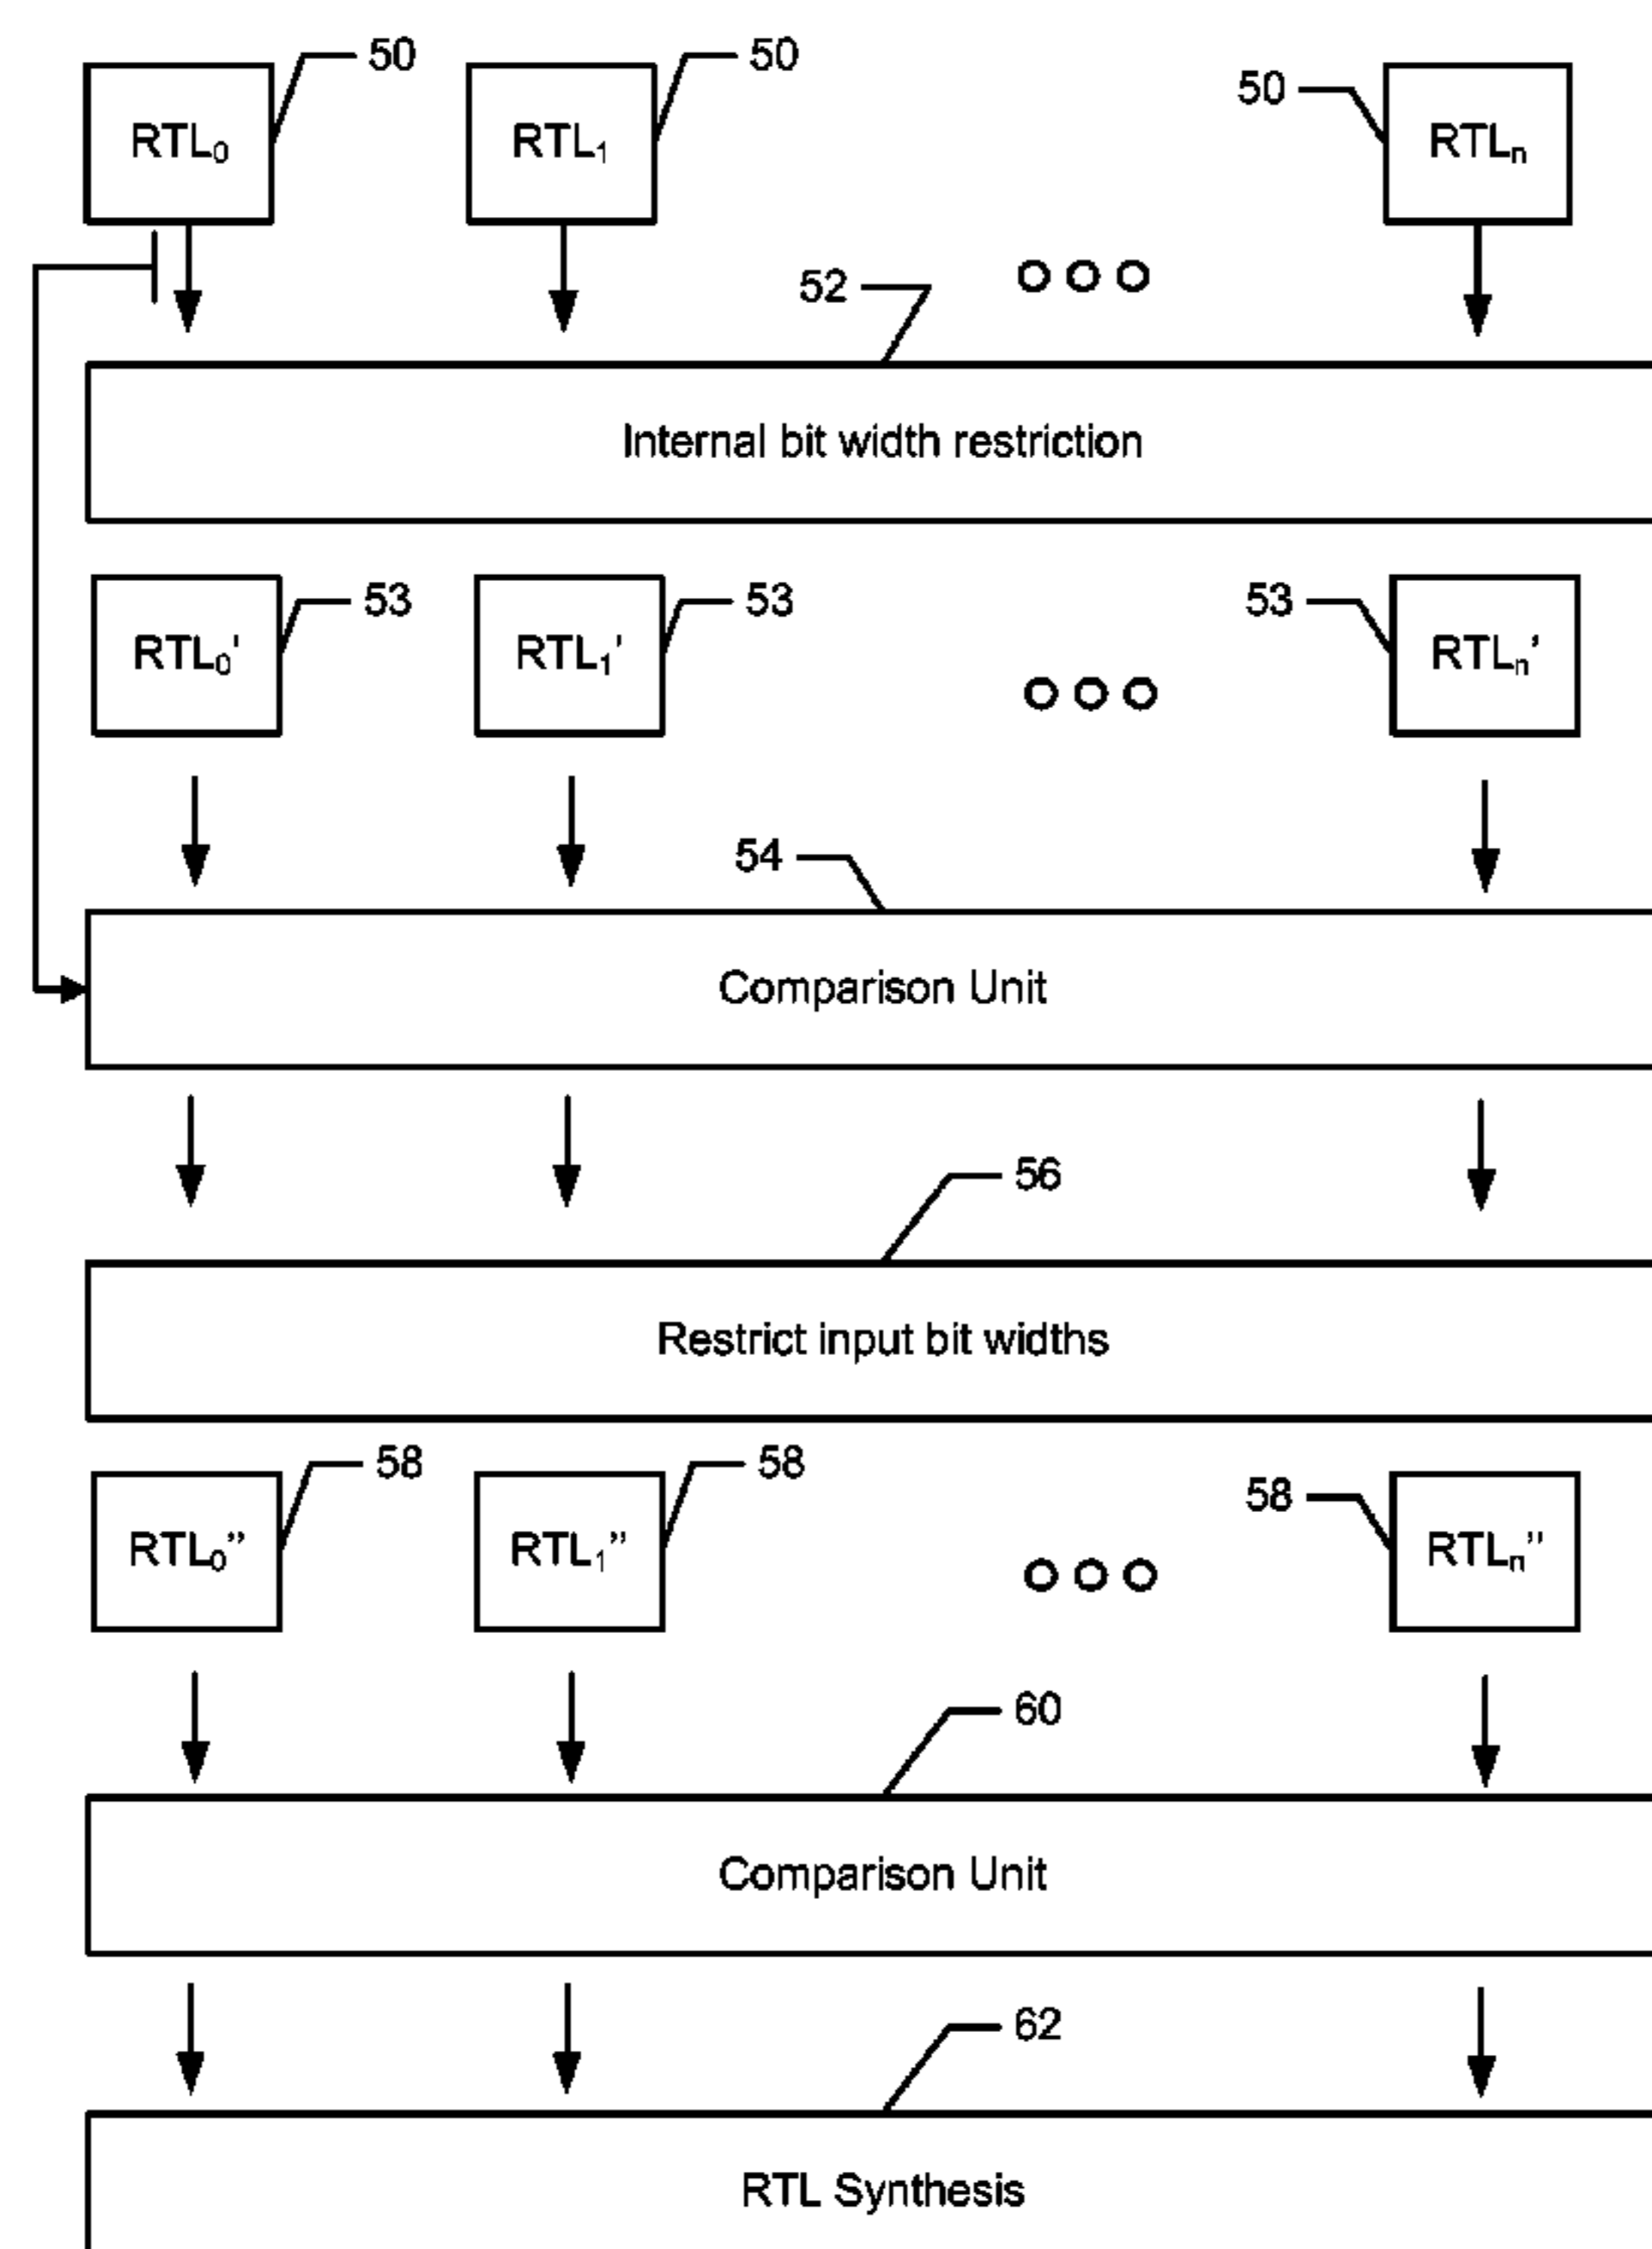 50 50 50
RTL₀ RTL₁ RTLₙ
52
Internal bit width restriction
53 53 53
RTL₀' RTL₁' RTLₙ’
54
Comparison Unit
56
Restrict input bit widths
58 58 58
RTL₀” RTL₁” RTLₙ”
60
Comparison Unit
62
RTL Synthesis